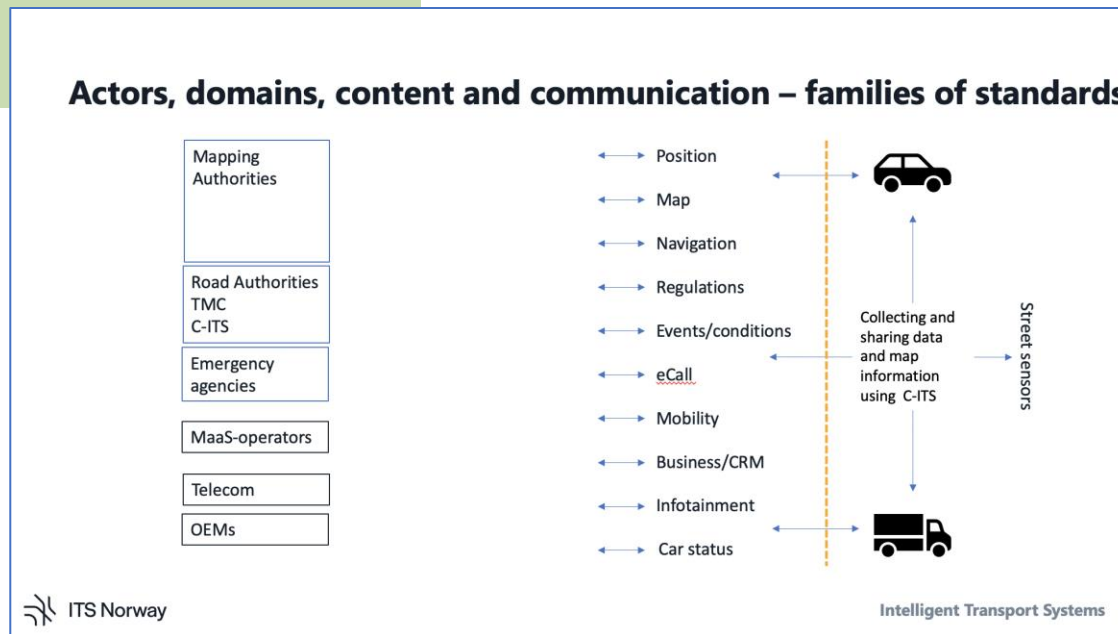 Actors, domains, content and communication – families of standards
Mapping
Authorities
Road Authorities
TMC
C-ITS
Emergency
agencies
MaaS-operators
Telecom
OEMs
Position
Map
Navigation
Regulations
Events/conditions
eCall
Mobility
Business/CRM
Infotainment
Car status
Collecting and
sharing data
and map
information
using C-ITS
Street sensors
ITS Norway
Intelligent Transport Systems